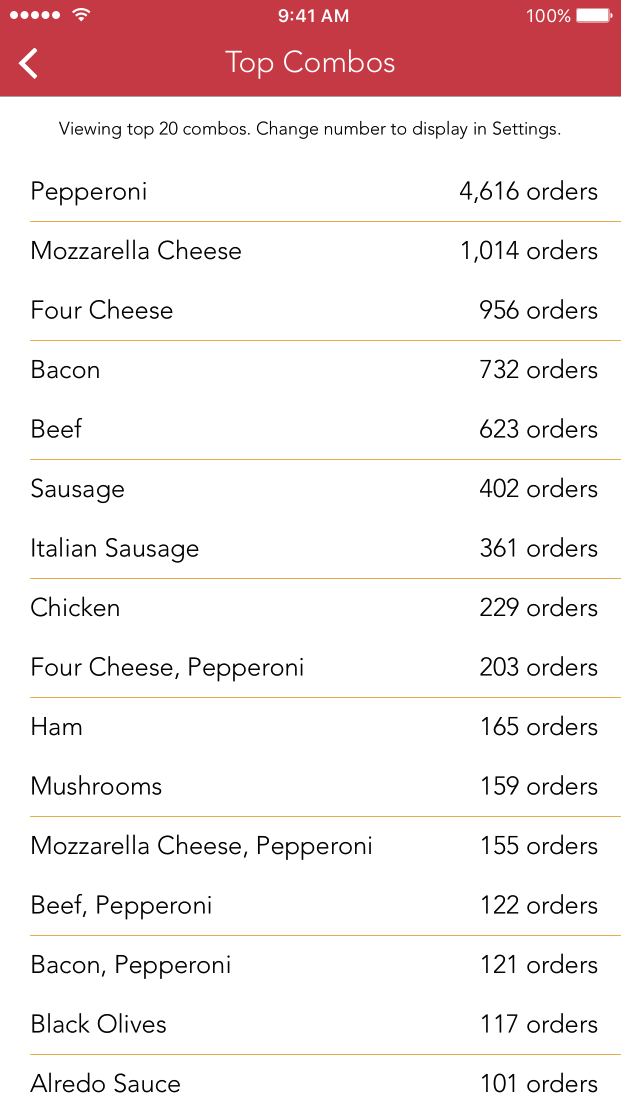 9:41 AM 100%
Top Combos
Viewing top 20 combos. Change number to display in Settings.
Pepperoni 4,616 orders
Mozzarella Cheese 1,014 orders
Four Cheese 956 orders
Bacon 732 orders
Beef 623 orders
Sausage 402 orders
Italian Sausage 361 orders
Chicken 229 orders
Four Cheese, Pepperoni 203 orders
Ham 165 orders
Mushrooms 159 orders
Mozzarella Cheese, Pepperoni 155 orders
Beef, Pepperoni 122 orders
Bacon, Pepperoni 121 orders
Black Olives 117 orders
Alredo Sauce 101 orders